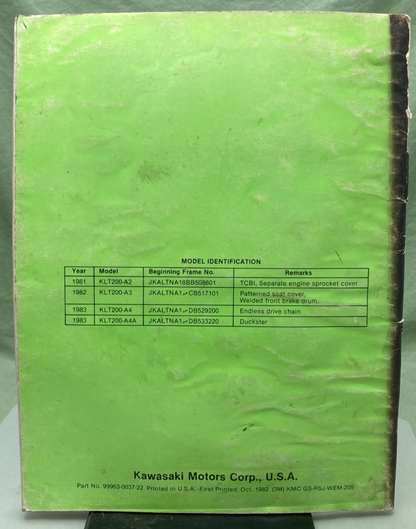 MODEL IDENTIFICATION
Year Model Beginning Frame No. Remarks
1981 KLT200-A2 JKALTNA18BB508601 TCBI, Separate engine sprocket cover
1982 KLT200-A3 JKALTNA1-CB517101 Patterned seat cover,
Welded front brake drum.
1983 KLT200-A4 JKALTNA1-DB529200 Endless drive chain
1983 KLT200-A4A JKALTNA1-DB533220 Duckster
Kawasaki Motors Corp., U.S.A.
Part No. 99963-0037-22 Printed in U.S.A. First Printed, Oct. 1982 (3M) KMC GS-RSJ-WEM-205